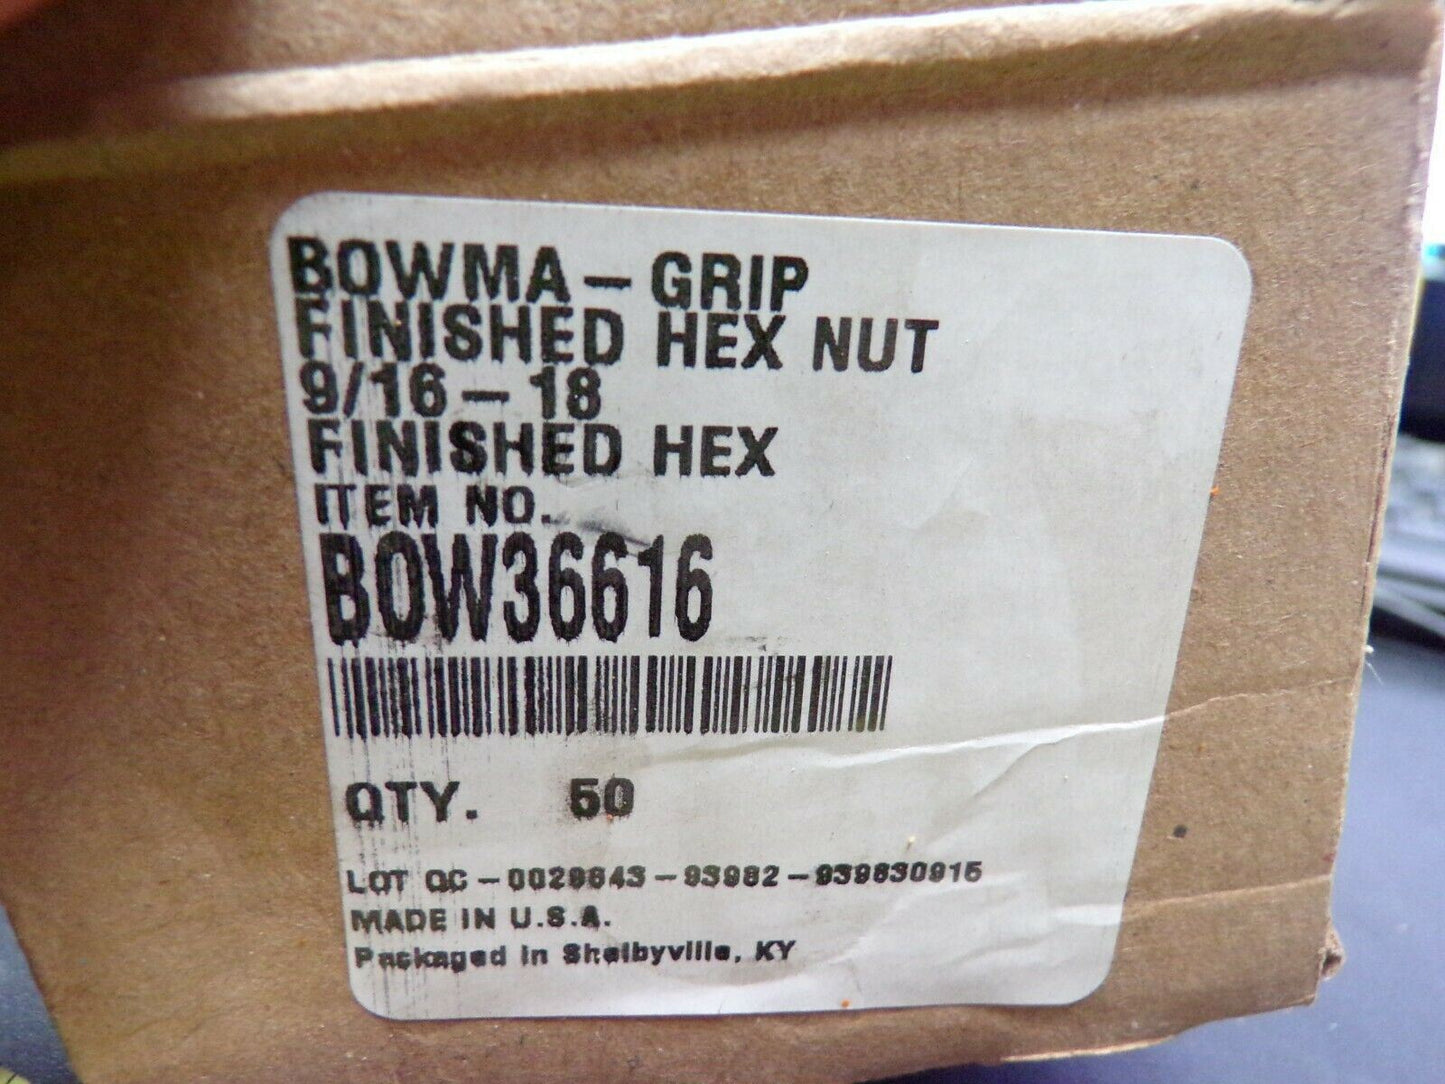 BOWMA-GRIP
FINISHED HEX NUT
9/16-18
FINISHED HEX
ITEM NO.
BOW36616
QTY. 50
LOT QC-0029843-93982-939830915
MADE IN U.S.A.
Packaged in Shelbyville, KY